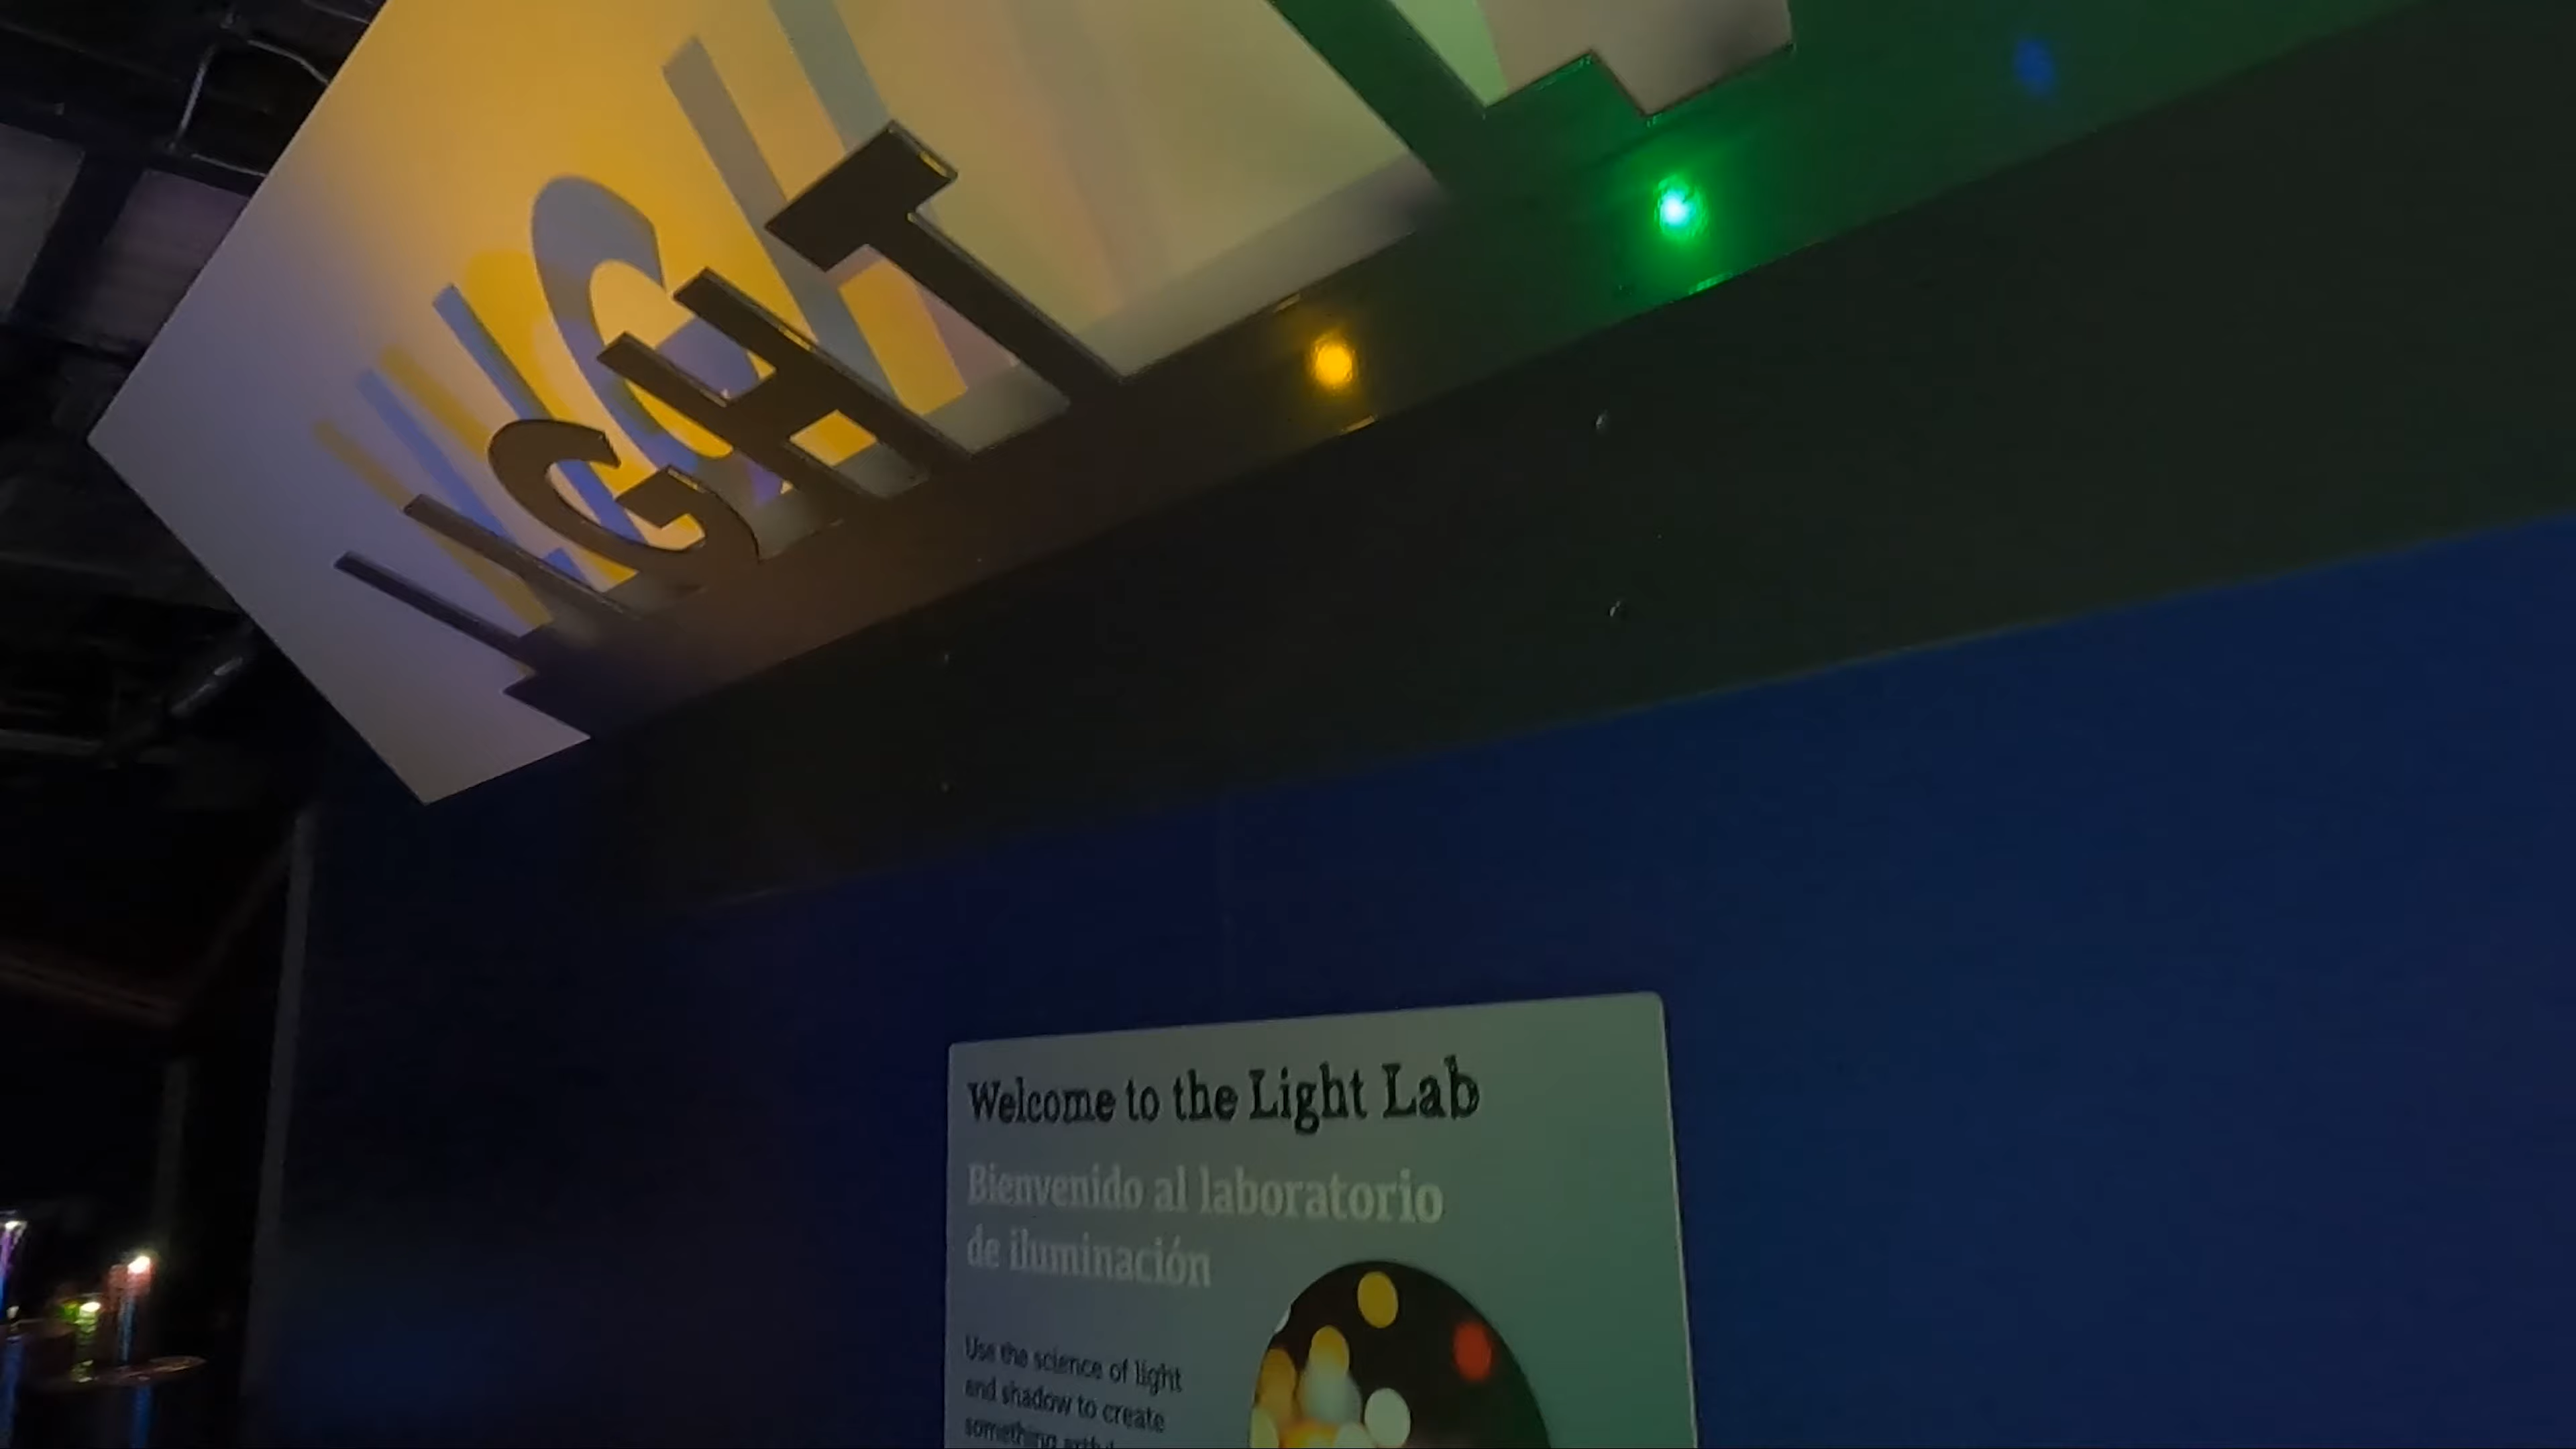 LIGHT
Welcome to the Light Lab
Bienvenido al laboratorio
de iluminación
Use the science of light
and shadow to create
something